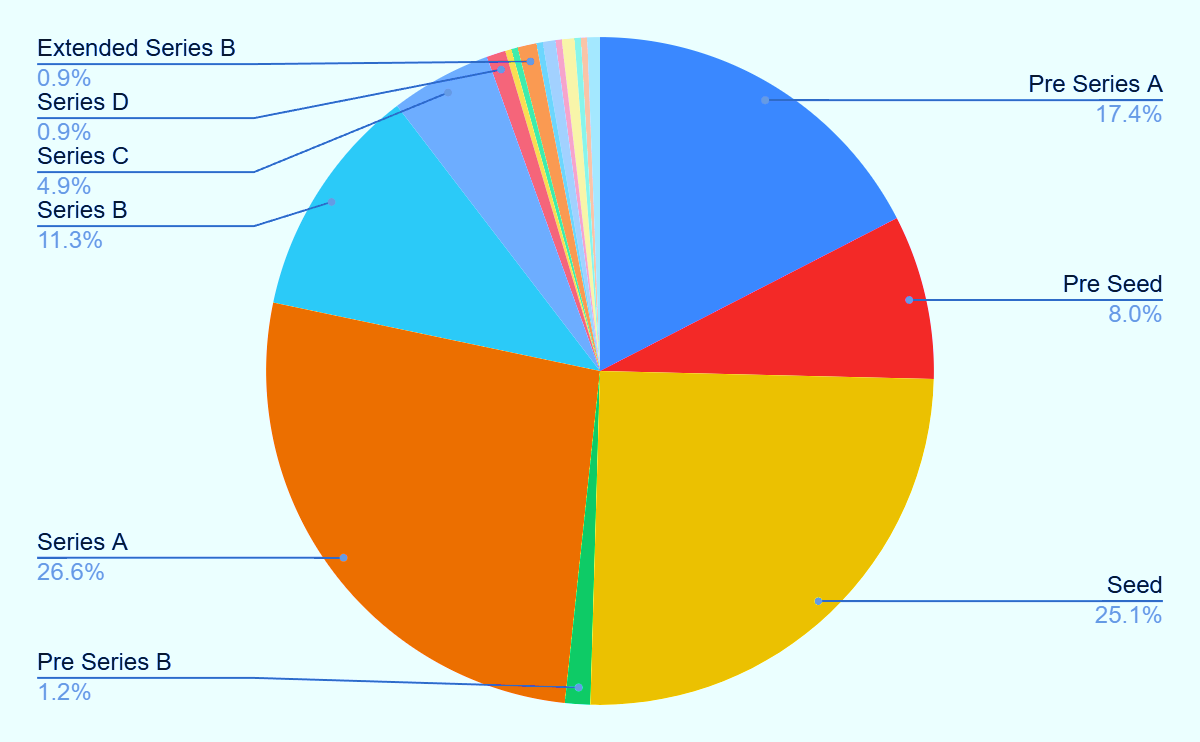 Extended Series B
0.9%
Series D
0.9%
Series C
4.9%
Series B
11.3%
Series A
26.6%
Pre Series B
1.2%
Pre Series A
17.4%
Pre Seed
8.0%
Seed
25.1%